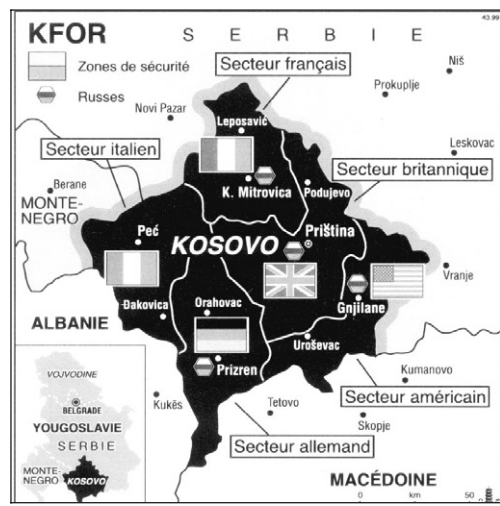 43.99
KFOR
SERBIE
Zones de sécurité
Russes
Secteur français
Niš
Prokuplje
Novi Pazar
Leposavić
Leskovac
Secteur italien
Secteur britannique
Berane
K. Mitrovica
Podujevo
MONTE-
NEGRO
Peć
KOSOVO
Priština
Vranje
Đakovica
Orahovac
Gnjilane
ALBANIE
Uroševac
Prizren
VOJVODINE
Kumanovo
Kukës
Tetovo
Secteur américain
BELGRADE
Skopje
YOUGOSLAVIE
SERBIE
Secteur allemand
MONTE-
NEGRO
KOSOVO
MACÉDOINE
0 km 50